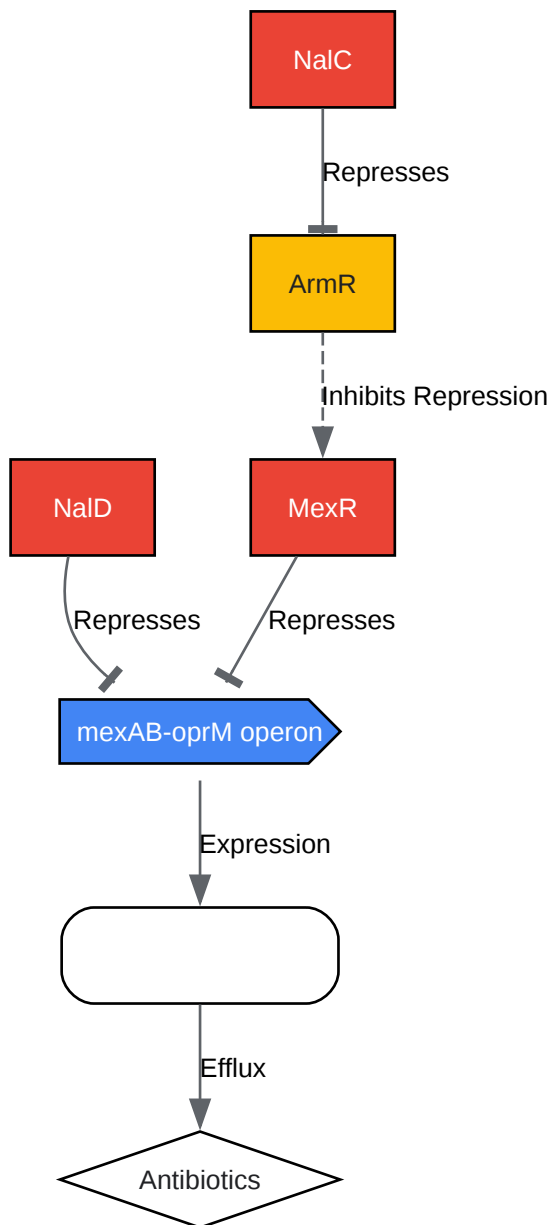 NalC
Represses
ArmR
Inhibits Repression
NalD
MexR
Represses
Represses
mexAB-oprM operon
Expression
Efflux
Antibiotics